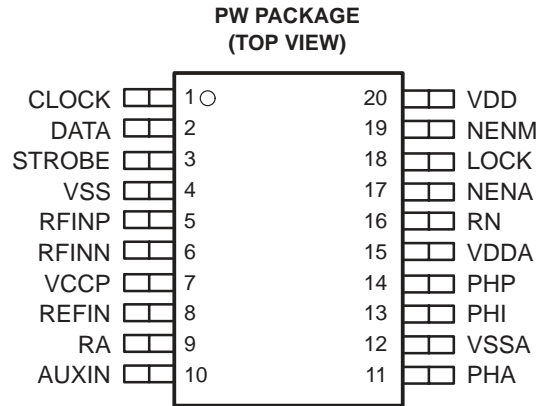 PW PACKAGE
(TOP VIEW)
CLOCK 1 20 VDD
DATA 2 19 NENM
STROBE 3 18 LOCK
VSS 4 17 NENA
RFINP 5 16 RN
RFINN 6 15 VDDA
VCCP 7 14 PHP
REFIN 8 13 PHI
RA 9 12 VSSA
AUXIN 10 11 PHA